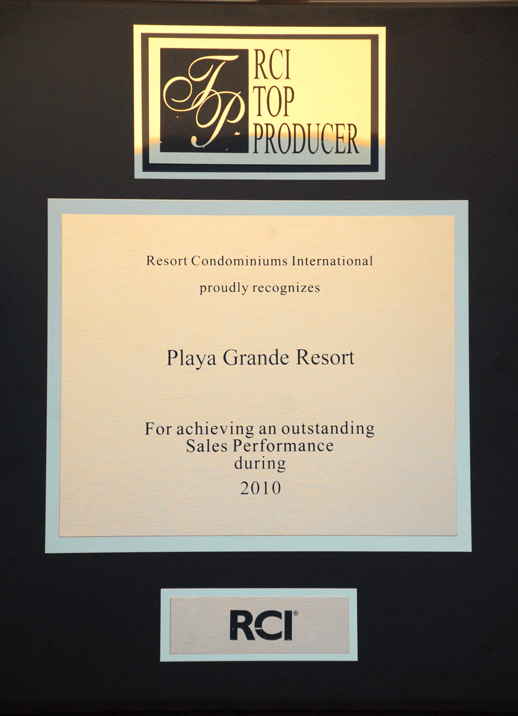 TP
RCI
TOP
PRODUCER
Resort Condominiums International
proudly recognizes
Playa Grande Resort
For achieving an outstanding
Sales Performance
during
2010
RCI®